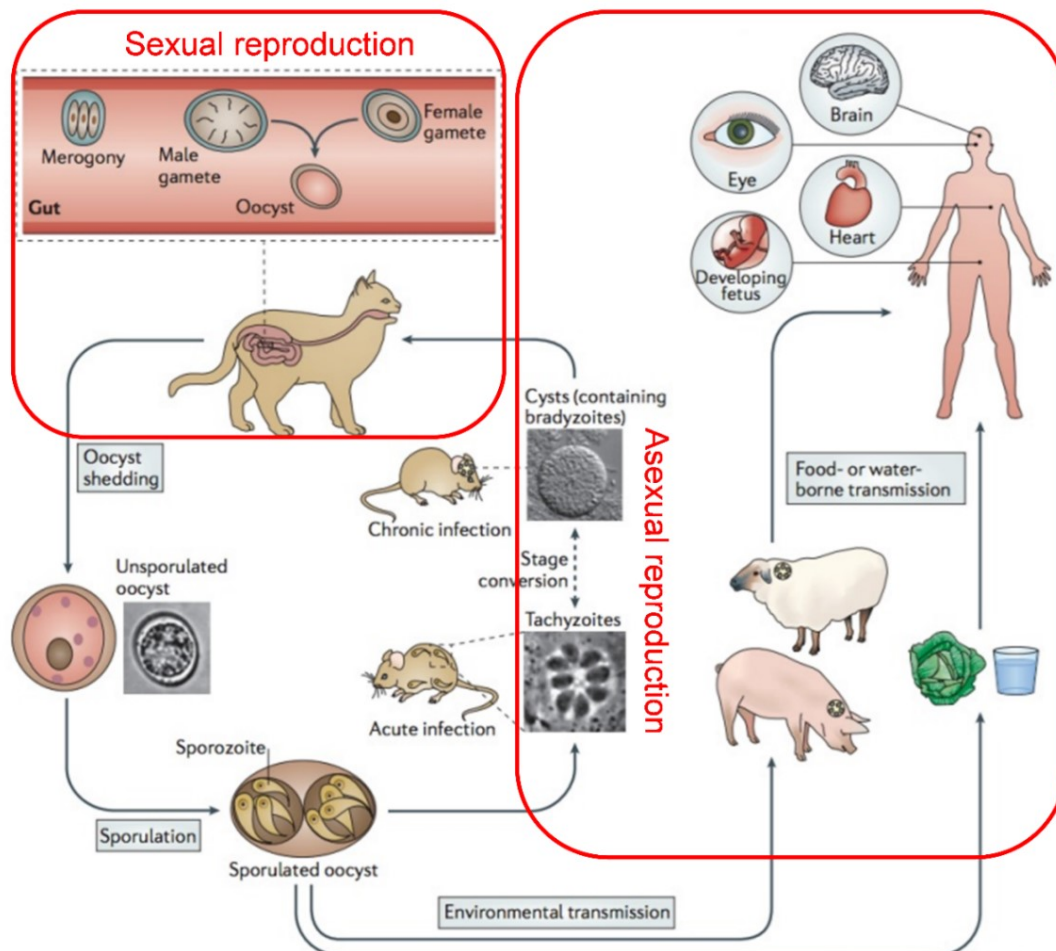 Sexual reproduction
Merogony
Male
gamete
Female
gamete
Oocyst
Gut
Brain
Eye
Heart
Developing
fetus
Oocyst
shedding
Cysts (containing
bradyzoites)
Chronic infection
Stage
conversion
Tachyzoites
Acute infection
Asexual reproduction
Food- or water-
borne transmission
Unsporulated
oocyst
Sporozoite
Sporulation
Sporulated oocyst
Environmental transmission